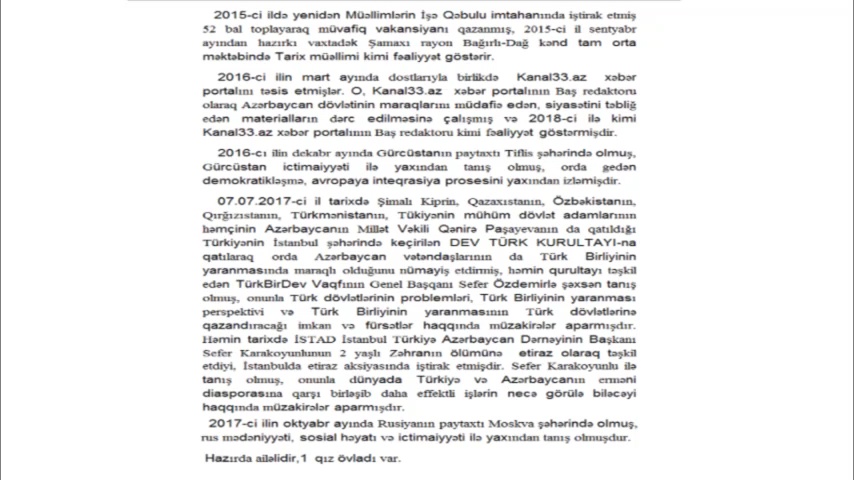 2015-ci ildə yenidən Müəllimlərin İşə Qəbulu imtahanında iştirak etmiş
52 bal toplayaraq müvafiq vakansiyanı qazanmış, 2015-ci il sentyabr
ayından hazırkı vaxtadək Şamaxı rayon Bağırlı-Dağ kənd tam orta
məktəbində Tarix müəllimi kimi fəaliyyət göstərir.
2016-ci ilin mart ayında dostlarıyla birlikdə Kanal33.az xəbər
portalını təsis etmişlər. O, Kanal33.az xəbər portalının Baş redaktoru
olaraq Azərbaycan dövlətinin maraqlarını müdafiə edən, siyasətini təbliğ
edən materialların dərc edilməsinə çalışmış və 2018-ci ilə kimi
Kanal33.az xəbər portalının Baş redaktoru kimi fəaliyyət göstərmişdir.
2016-cı ilin dekabr ayında Gürcüstanın paytaxtı Tiflis şəhərində olmuş,
Gürcüstan ictimaiyyəti ilə yaxından tanış olmuş, orda gedən
demokratikləşmə, avropaya inteqrasiya prosesini yaxından izləmişdir.
07.07.2017-ci il tarixdə Şimalı Kiprin, Qazaxıstanın, Özbəkistanın,
Qırğızıstanın, Türkmənistanın, Tükiyənin mühüm dövlət adamlarının
həmçinin Azərbaycanın Millət Vəkili Qənirə Paşayevanın da qatıldığı
Türkiyənin İstanbul şəhərində keçirilən DEV TÜRK KURULTAYI-na
qatılaraq orda Azərbaycan vətəndaşlarının da Türk Birliyinin
yaranmasında maraqlı olduğunu nümayiş etdirmiş, həmin qurultayı təşkil
edən TürkBirDev Vaqfının Genel Başqanı Sefer Özdemirlə şəxsən tanış
olmuş, onunla Türk dövlətlərinin problemləri, Türk Birliyinin yaranması
perspektivi və Türk Birliyinin yaranmasının Türk dövlətlərinə
qazandıracağı imkan və fürsətlər haqqında müzakirələr aparmışdır.
Həmin tarixdə İSTAD İstanbul Türkiyə Azərbaycan Dərnəyinin Başkanı
Sefer Karakoyunlunun 2 yaşlı Zəhranın ölümünə etiraz olaraq təşkil
etdiyi, İstanbulda etiraz aksiyasında iştirak etmişdir. Sefer Karakoyunlu ilə
tanış olmuş, onunla dünyada Türkiyə və Azərbaycanın erməni
diasporasına qarşı birləşib daha effektli işlərin necə görülə biləcəyi
haqqında müzakirələr aparmışdır.
2017-ci ilin oktyabr ayında Rusiyanın paytaxtı Moskva şəhərində olmuş,
rus mədəniyyəti, sosial həyatı və ictimaiyyəti ilə yaxından tanış olmuşdur.
Hazırda ailəlidir,1 qız övladı var.